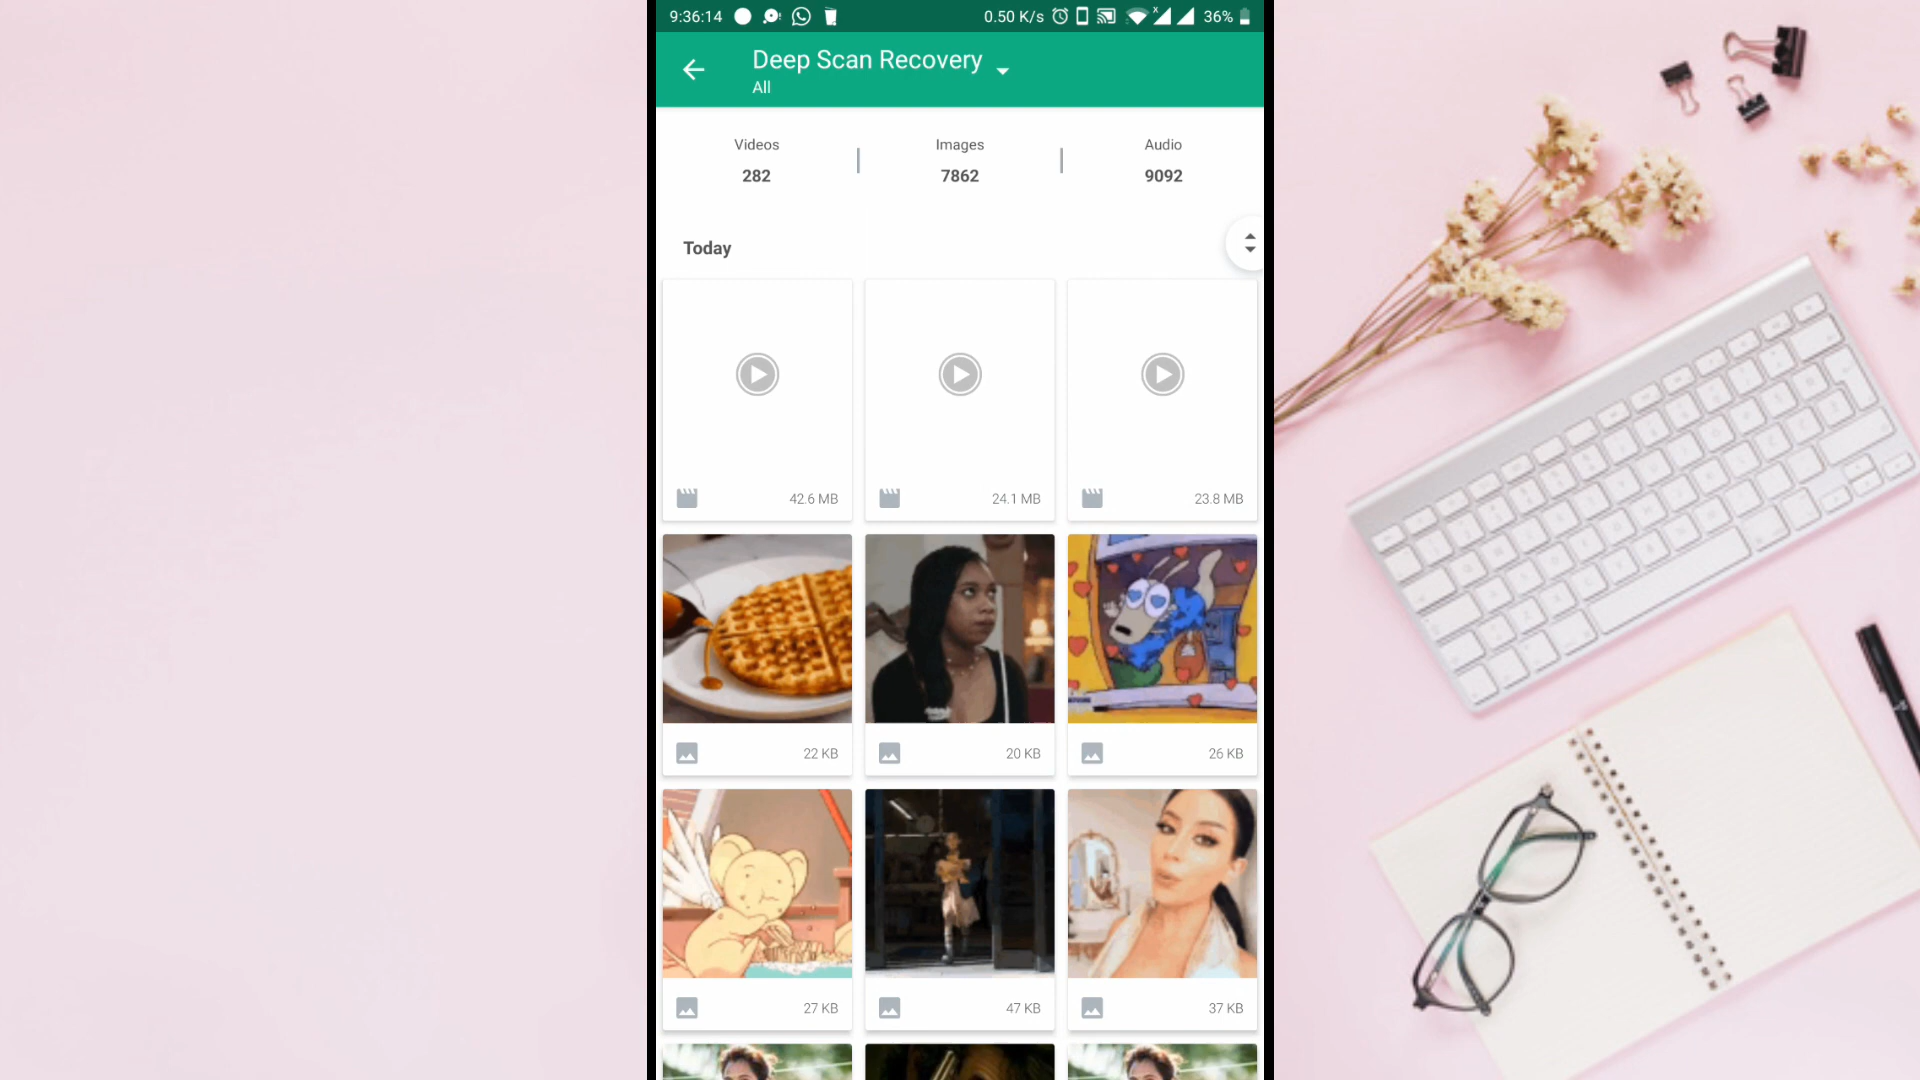 9:36:14 0.50 K/s x 36%
Deep Scan Recovery
All
Videos Images Audio
282 7862 9092
Today
42.6 MB 24.1 MB 23.8 MB
22 KB 20 KB 26 KB
27 KB 47 KB 37 KB